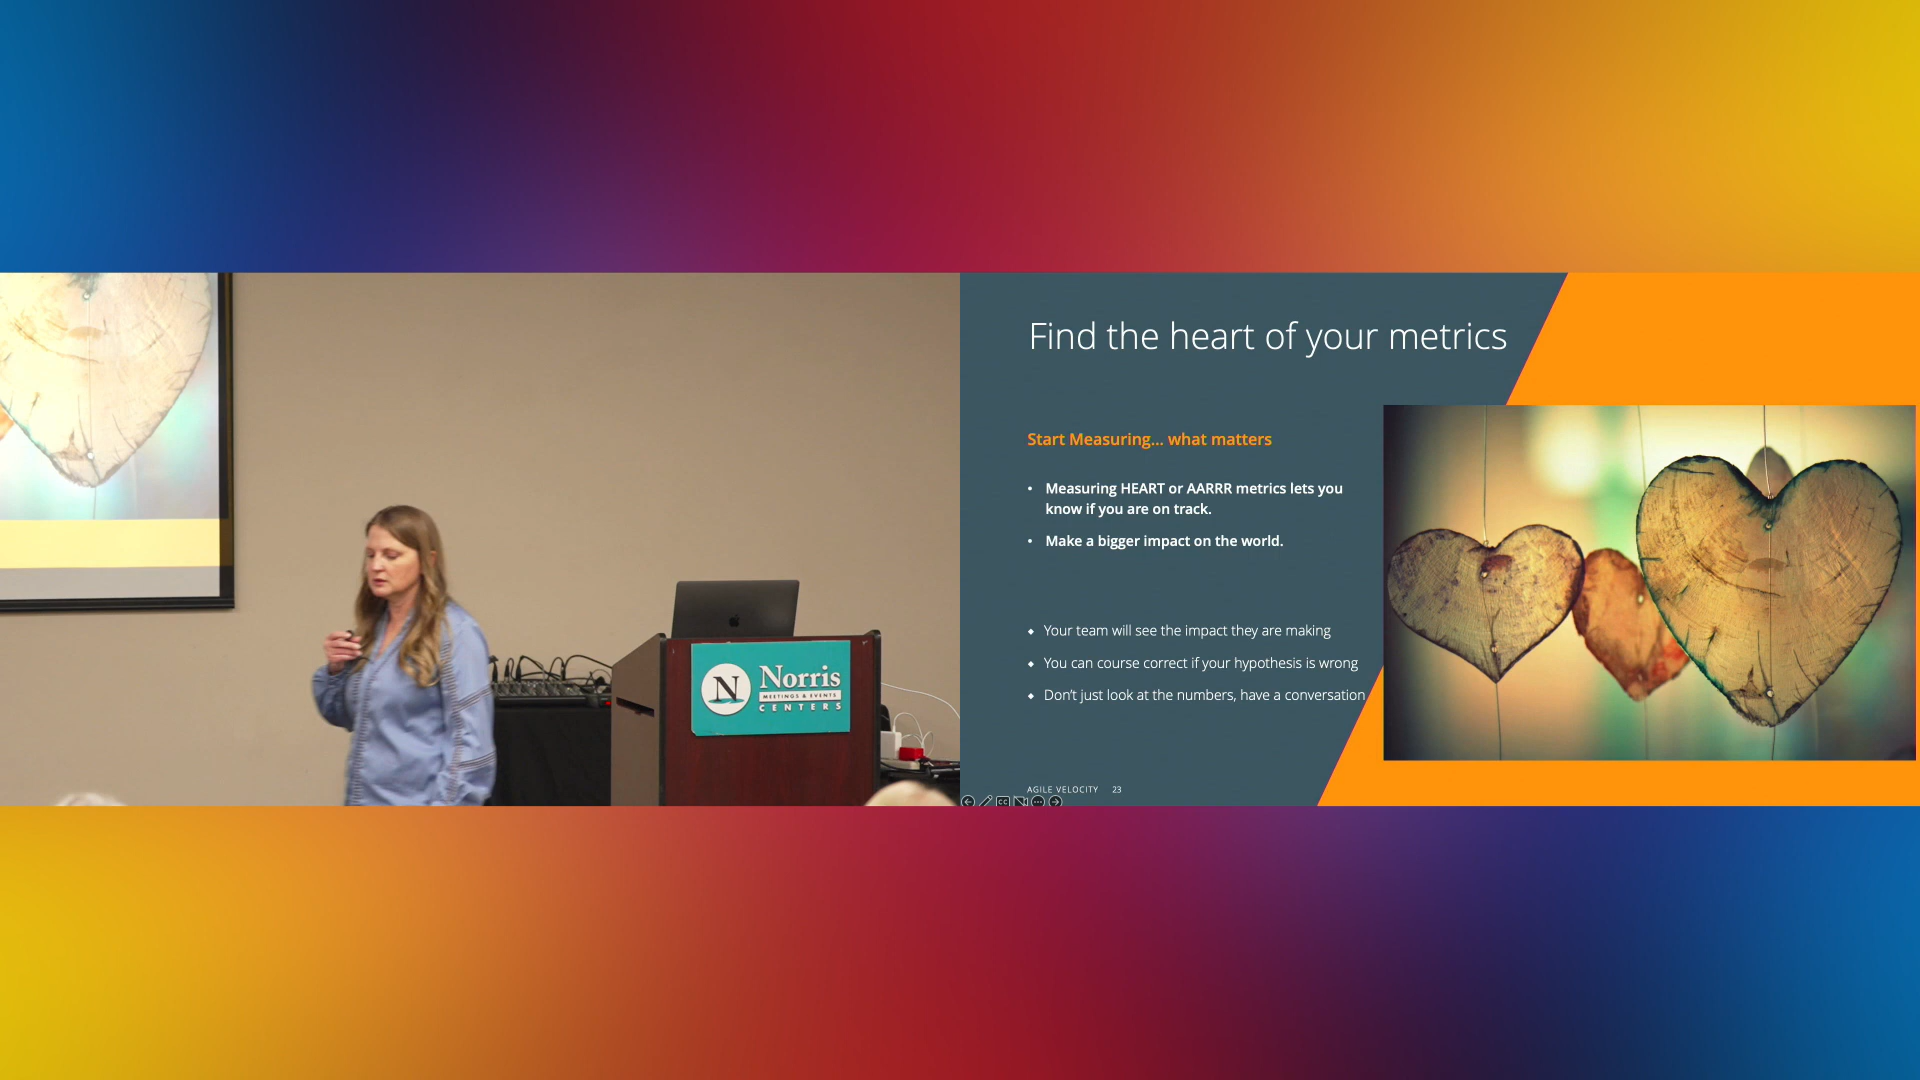 N
Norris
MEETINGS & EVENTS
CENTERS
Find the heart of your metrics
Start Measuring... what matters
• Measuring HEART or AARRR metrics lets you
know if you are on track.
• Make a bigger impact on the world.
Your team will see the impact they are making
You can course correct if your hypothesis is wrong
Don't just look at the numbers, have a conversation
AGILE VELOCITY 23
CC